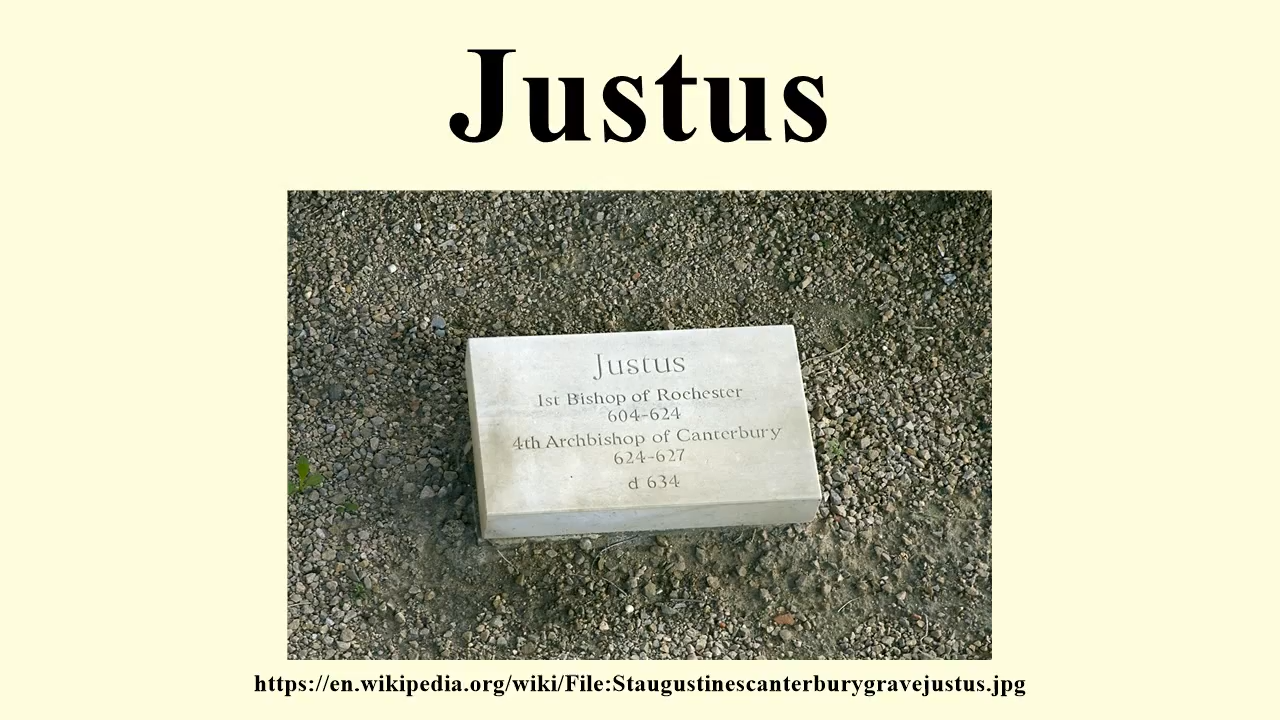 Justus
Justus
1st Bishop of Rochester
604-624
4th Archbishop of Canterbury
624-627
d 634
https://en.wikipedia.org/wiki/File:Staugustinescanterburygravejustus.jpg